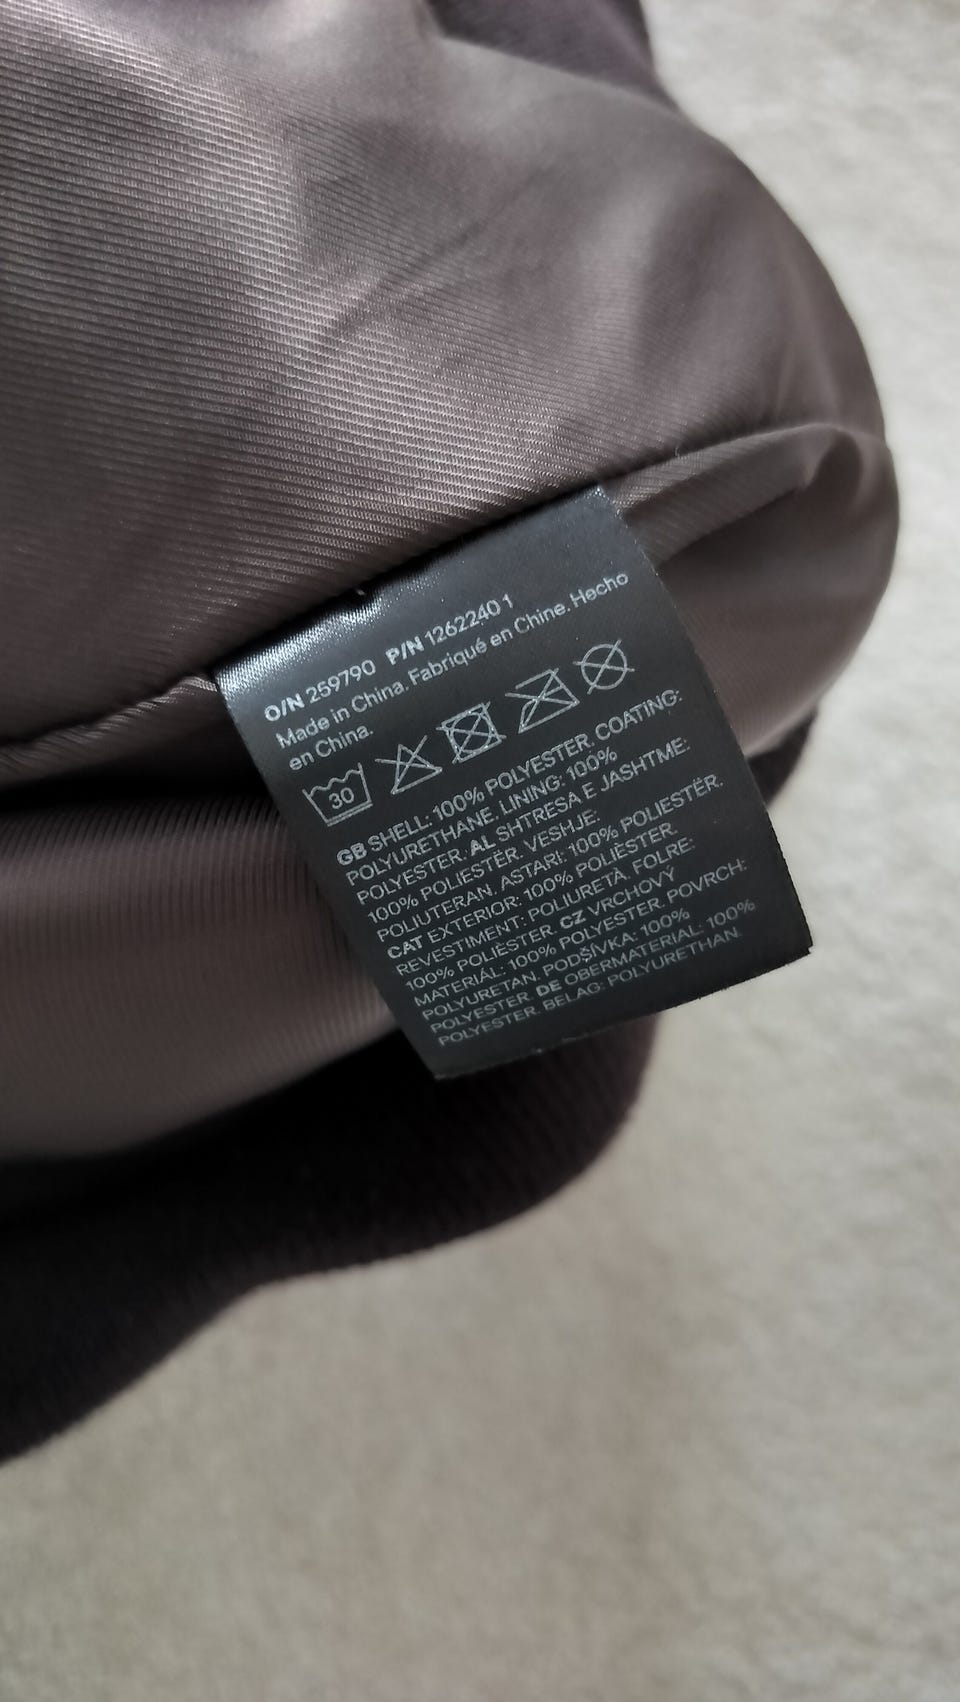 O/N 259790 P/N 12622401
Made in China. Fabriqué en Chine. Hecho
en China.
30
GB SHELL: 100% POLYESTER. COATING:
POLYURETHANE. LINING: 100%
POLYESTER. AL SHTRESA E JASHTME:
100% POLIESTËR. VESHJE:
POLIUTERAN, ASTARI: 100% POLIESTËR.
CAT EXTERIOR: 100% POLIÈSTER.
REVESTIMENT: POLIURETÀ, FOLRE:
100% POLIÈSTER. CZ VRCHOVÝ
MATERIÁL: 100% POLYESTER, POVRCH:
POLYURETAN, PODŠÍVKA: 100%
POLYESTER. DE OBERMATERIAL: 100%
POLYESTER. BELAG: POLYURETHAN.